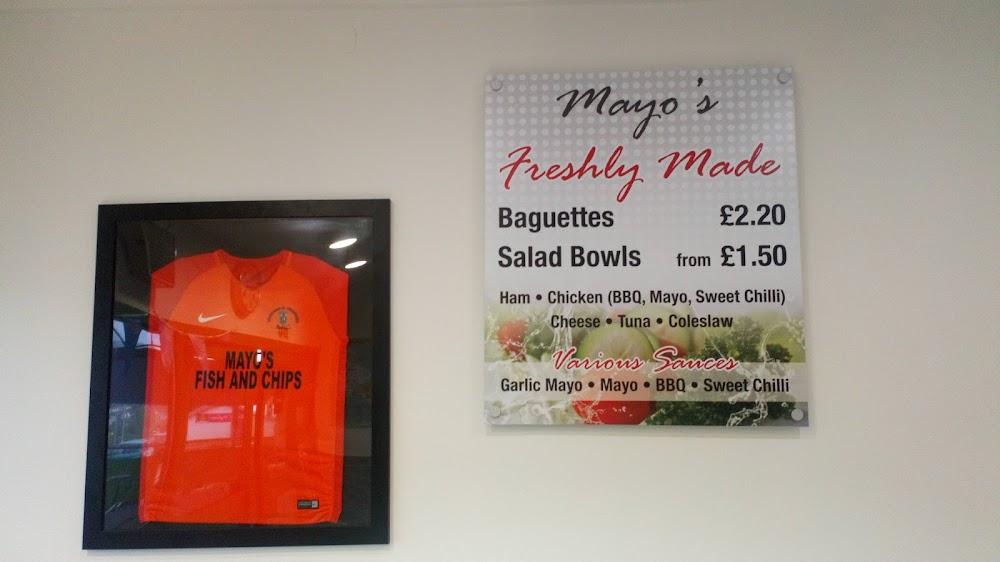 Mayo's
Freshly Made
Baguettes £2.20
Salad Bowls from £1.50
Ham • Chicken (BBQ, Mayo, Sweet Chilli)
Cheese • Tuna • Coleslaw
Various Sauces
Garlic Mayo • Mayo • BBQ • Sweet Chilli
MAYO'S
FISH AND CHIPS